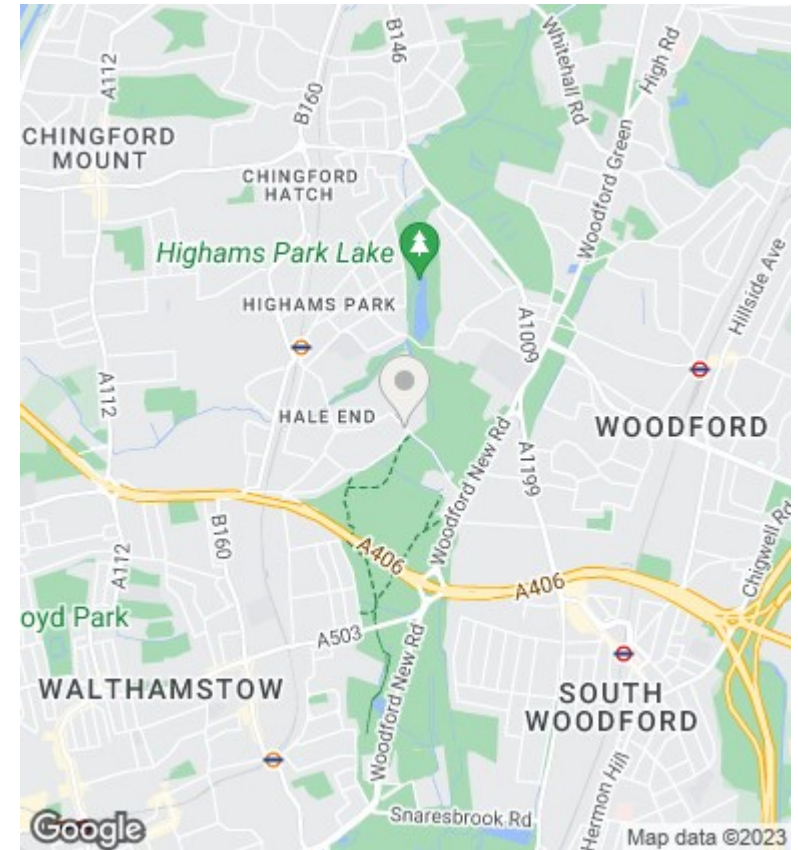 B146
Whitehall Rd
High Rd
A112
B160
CHINGFORD
MOUNT
CHINGFORD
HATCH
Woodford Green
Highams Park Lake
Hillside Ave
HIGHAMS PARK
A1009
A112
HALE END
WOODFORD
Woodford New Rd
A1199
B160
Chigwell Rd
A406
A406
A112
oyd Park
A503
WALTHAMSTOW
Woodford New Rd
SOUTH
WOODFORD
Hermon Hill
Snaresbrook Rd
Google
Map data ©2023